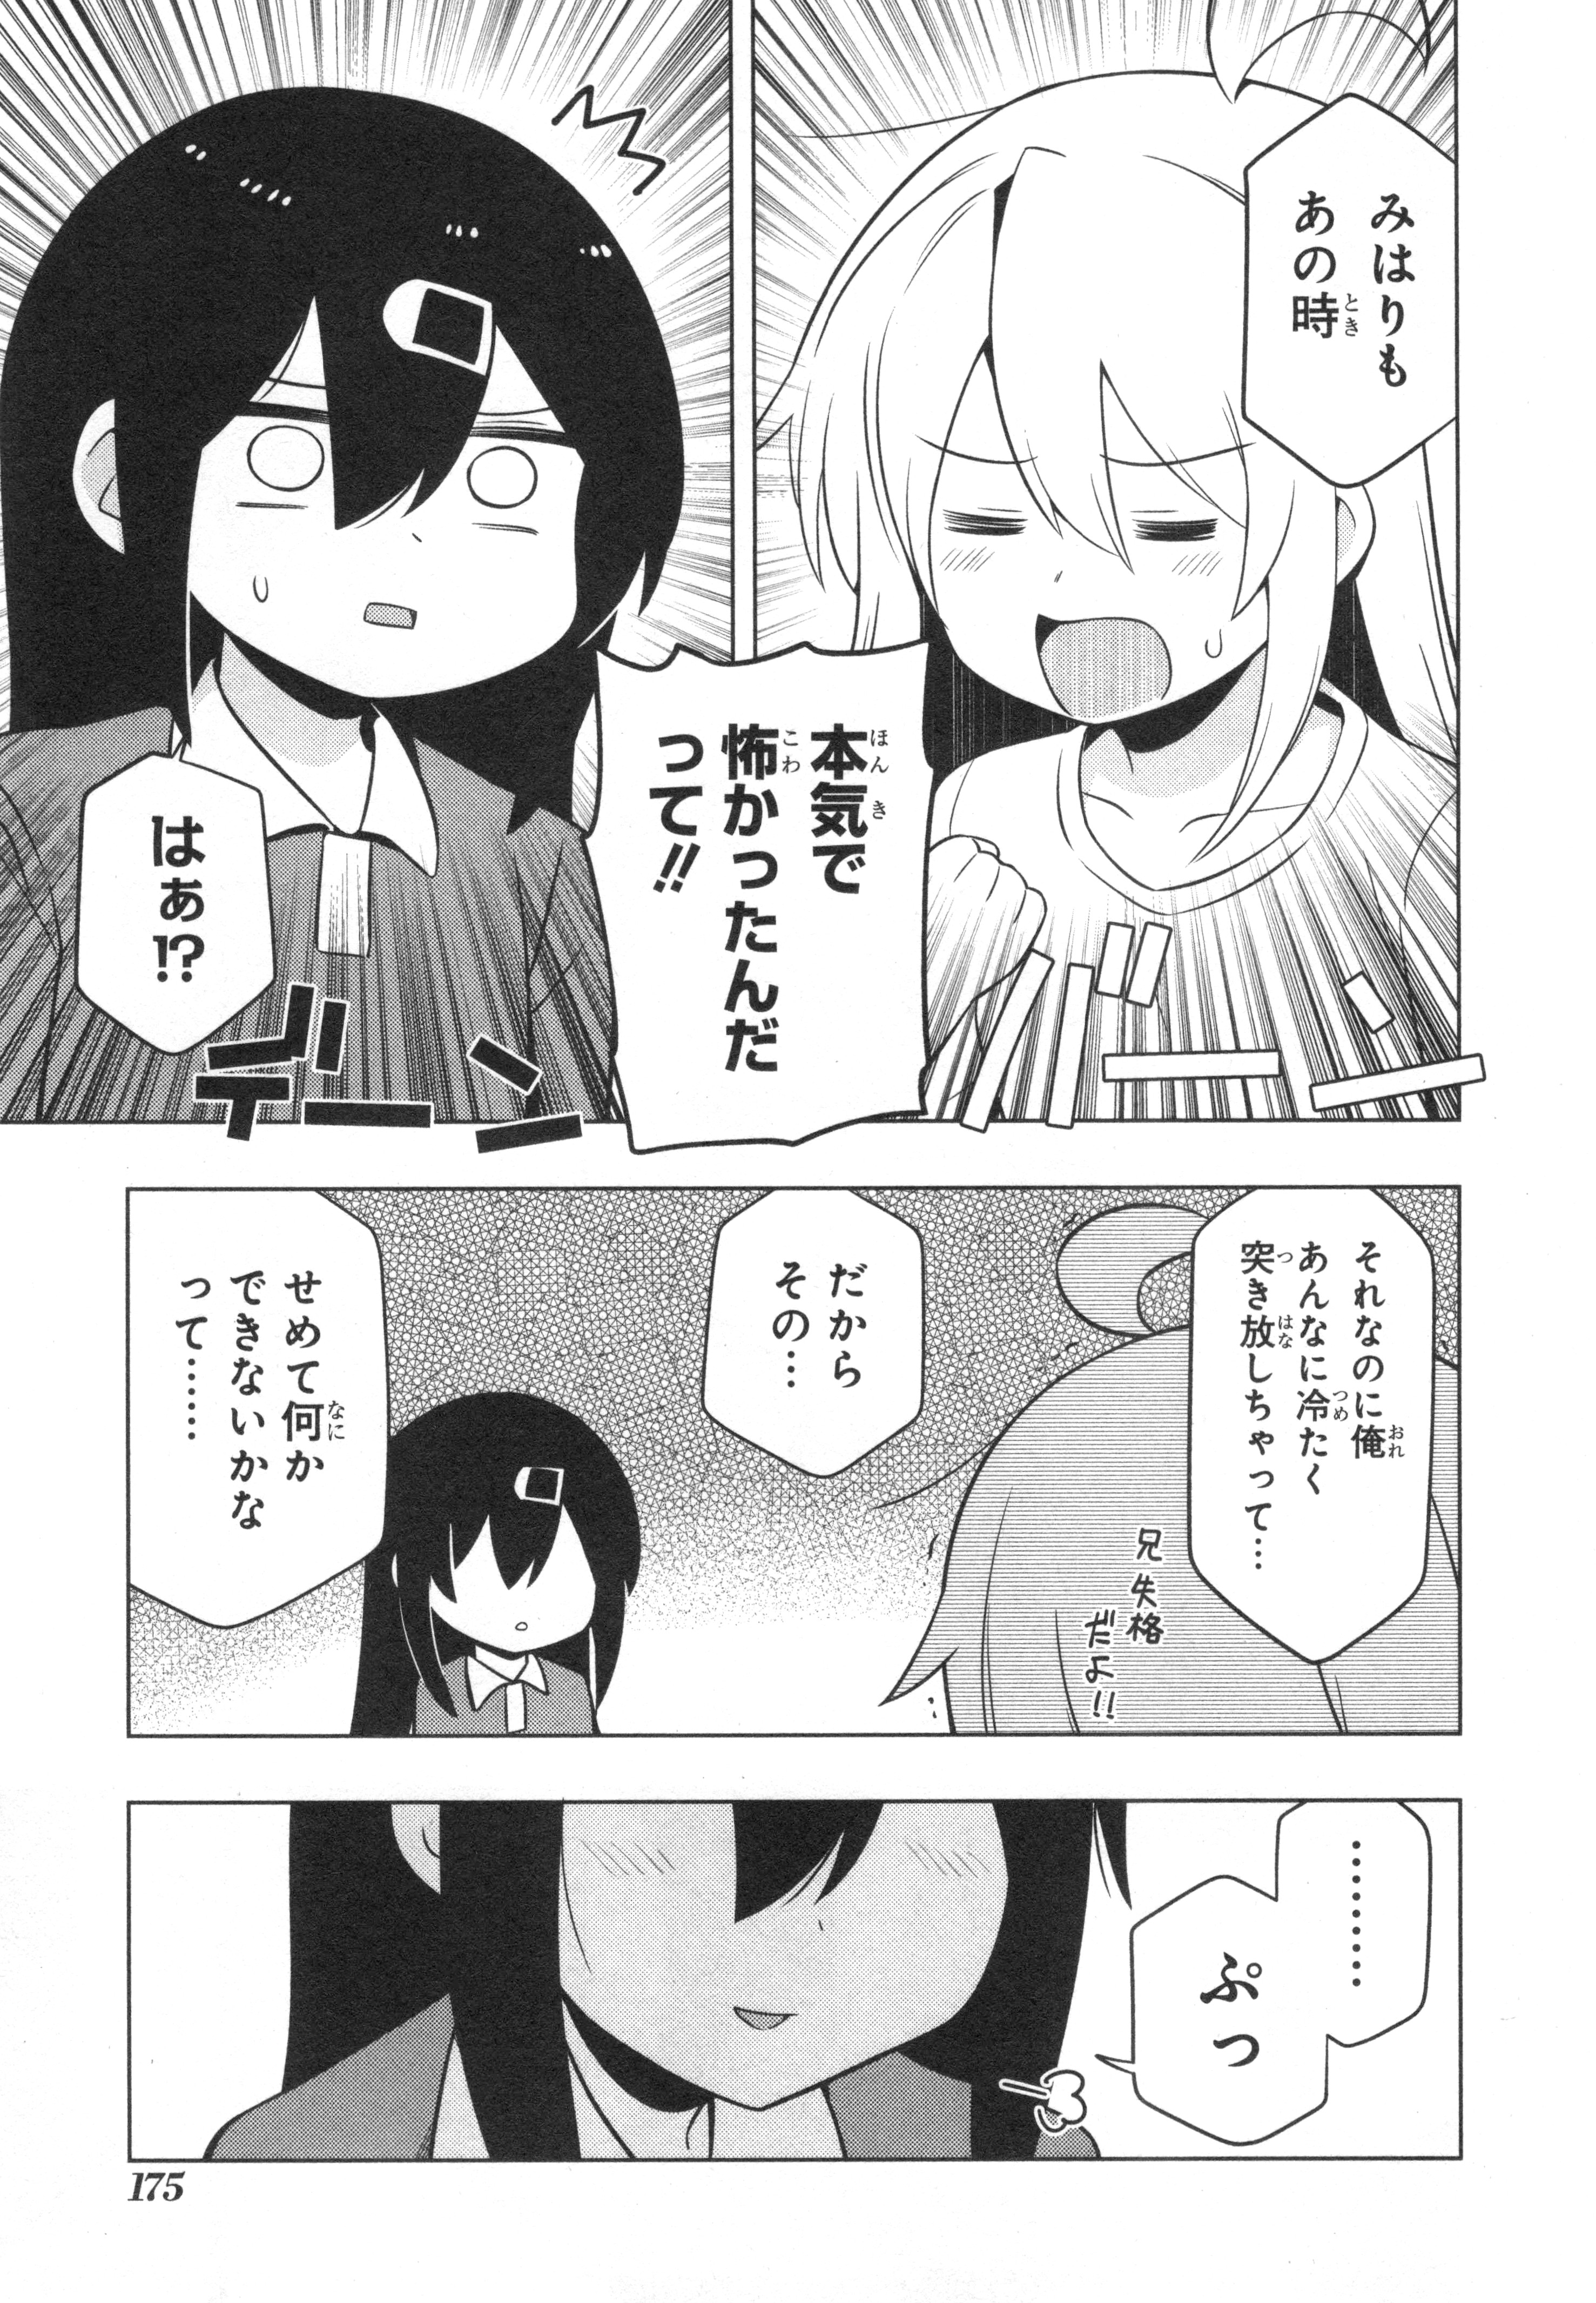 みはりも
あの時
本気で
怖かったんだ
って!!
はぁ!?
デーン
それなのに俺
あんなに冷たく
突き放しちゃって…
兄失格
だよ!!
だから
その…
せめて何か
できないかな
って……
………
ぷっ
175